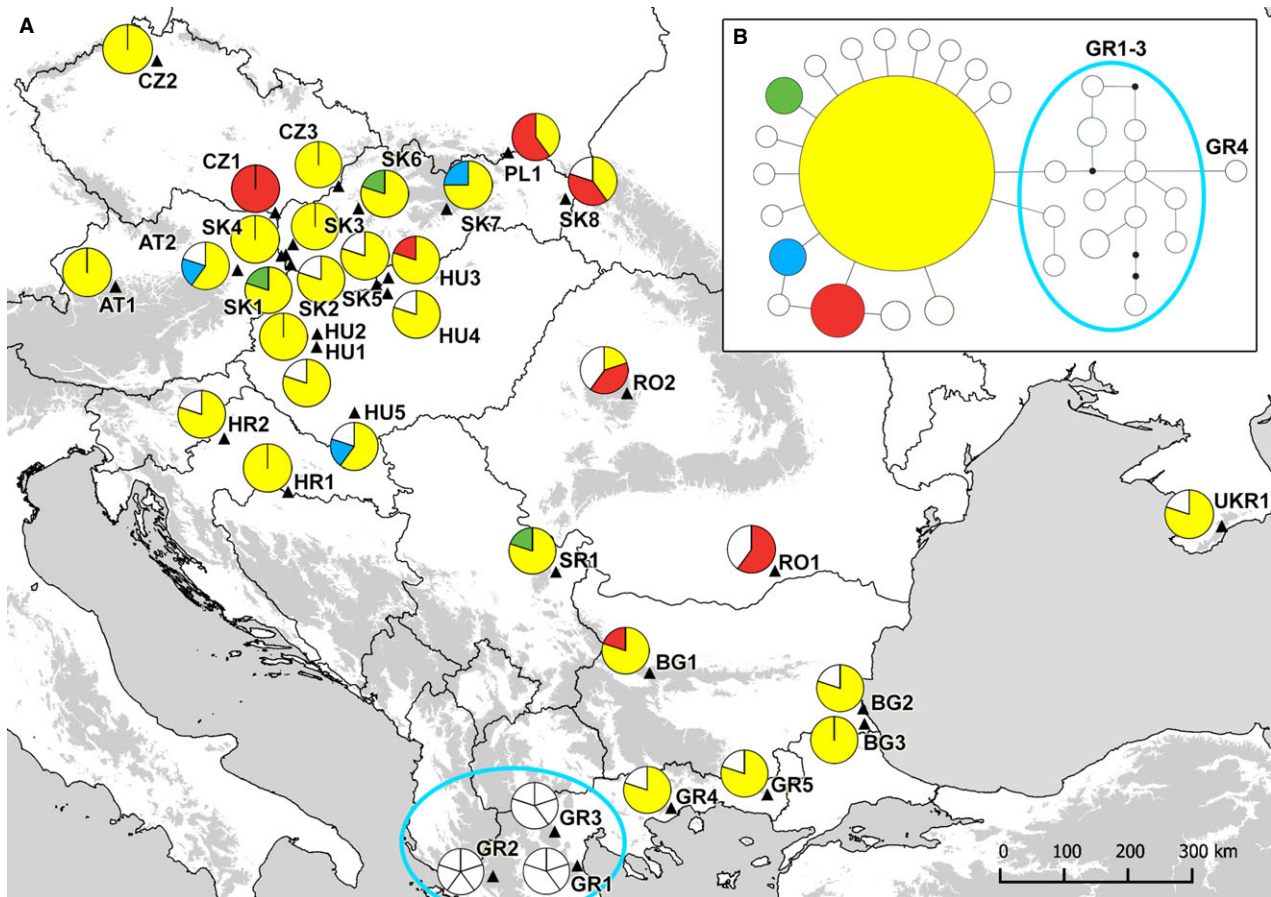 A
B
GR1-3
GR4
CZ2
CZ3
SK6
PL1
CZ1
SK7
SK8
SK4
SK3
AT2
HU3
AT1
SK1
SK2
SK5
HU4
HU2
HU1
RO2
HR2
HU5
HR1
UKR1
SR1
RO1
BG1
BG2
BG3
GR4
GR5
GR3
GR2
GR1
0 100 200 300 km